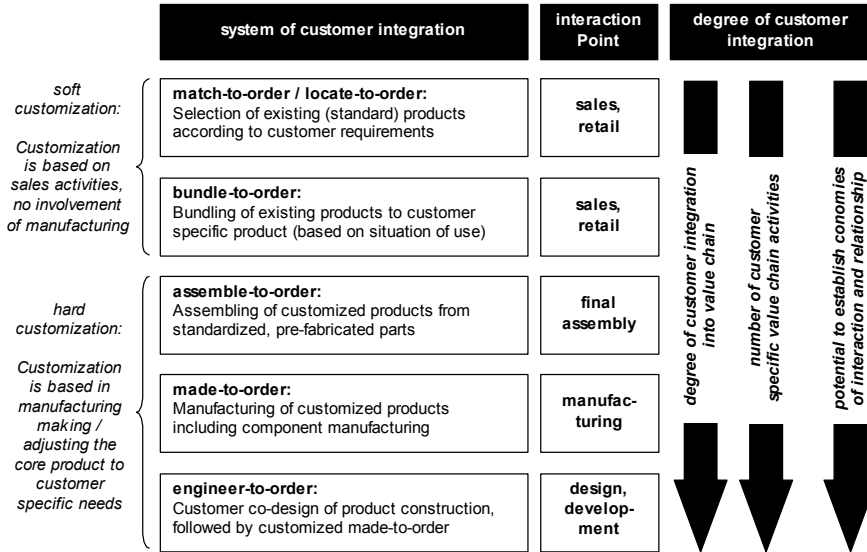 system of customer integration
interaction
Point
degree of customer
integration
soft
customization:
Customization
is based on
sales activities,
no involvement
of manufacturing
match-to-order / locate-to-order:
Selection of existing (standard) products
according to customer requirements
sales,
retail
bundle-to-order:
Bundling of existing products to customer
specific product (based on situation of use)
sales,
retail
hard
customization:
Customization
is based in
manufacturing
making /
adjusting the
core product to
customer
specific needs
assemble-to-order:
Assembling of customized products from
standardized, pre-fabricated parts
final
assembly
made-to-order:
Manufacturing of customized products
including component manufacturing
manufac-
turing
engineer-to-order:
Customer co-design of product construction,
followed by customized made-to-order
design,
develop-
ment
degree of customer integration
into value chain
number of customer
specific value chain activities
potential to establish conomies
of interaction and relationship